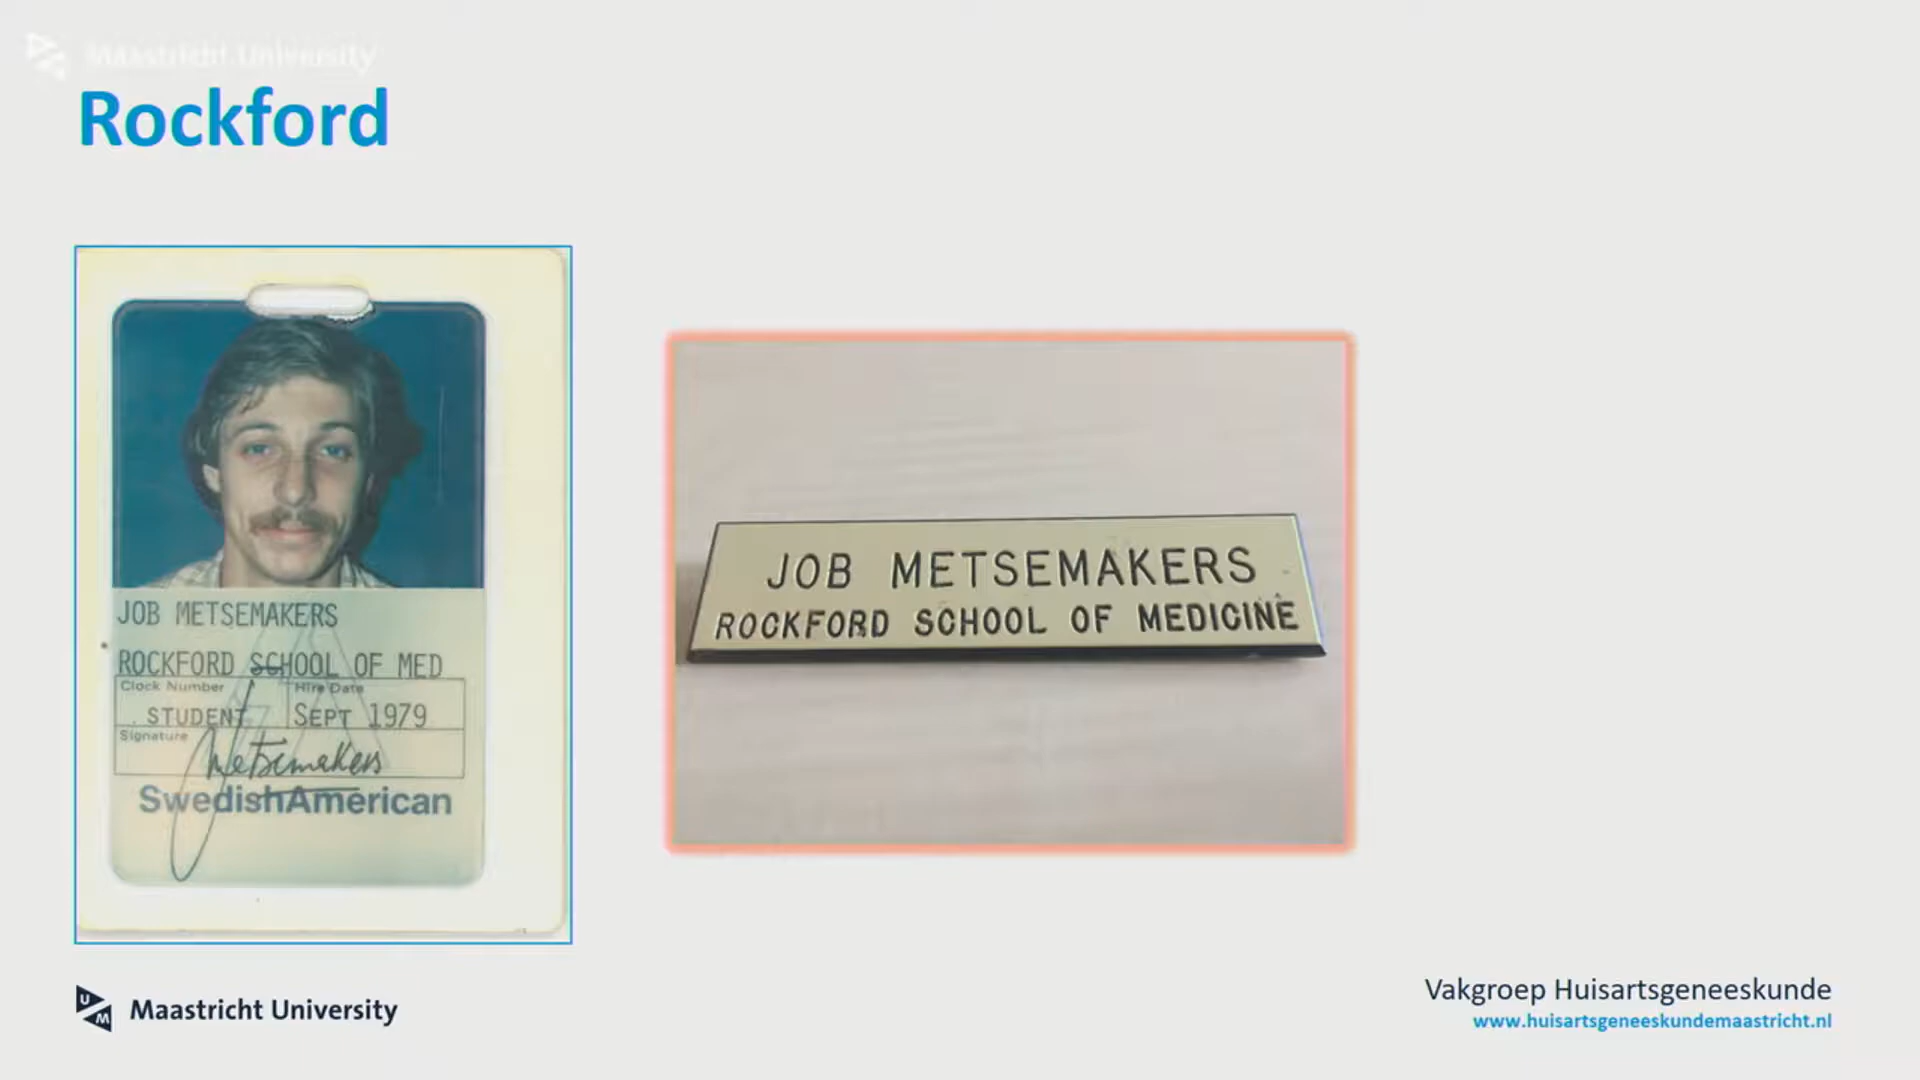 Maastricht University
Rockford
JOB METSEMAKERS
ROCKFORD SCHOOL OF MED
Clock Number Hire Date
STUDENT SEPT 1979
Signature
Metsemakers
SwedishAmerican
JOB METSEMAKERS
ROCKFORD SCHOOL OF MEDICINE
UM Maastricht University
Vakgroep Huisartsgeneeskunde
www.huisartsgeneeskundemaastricht.nl